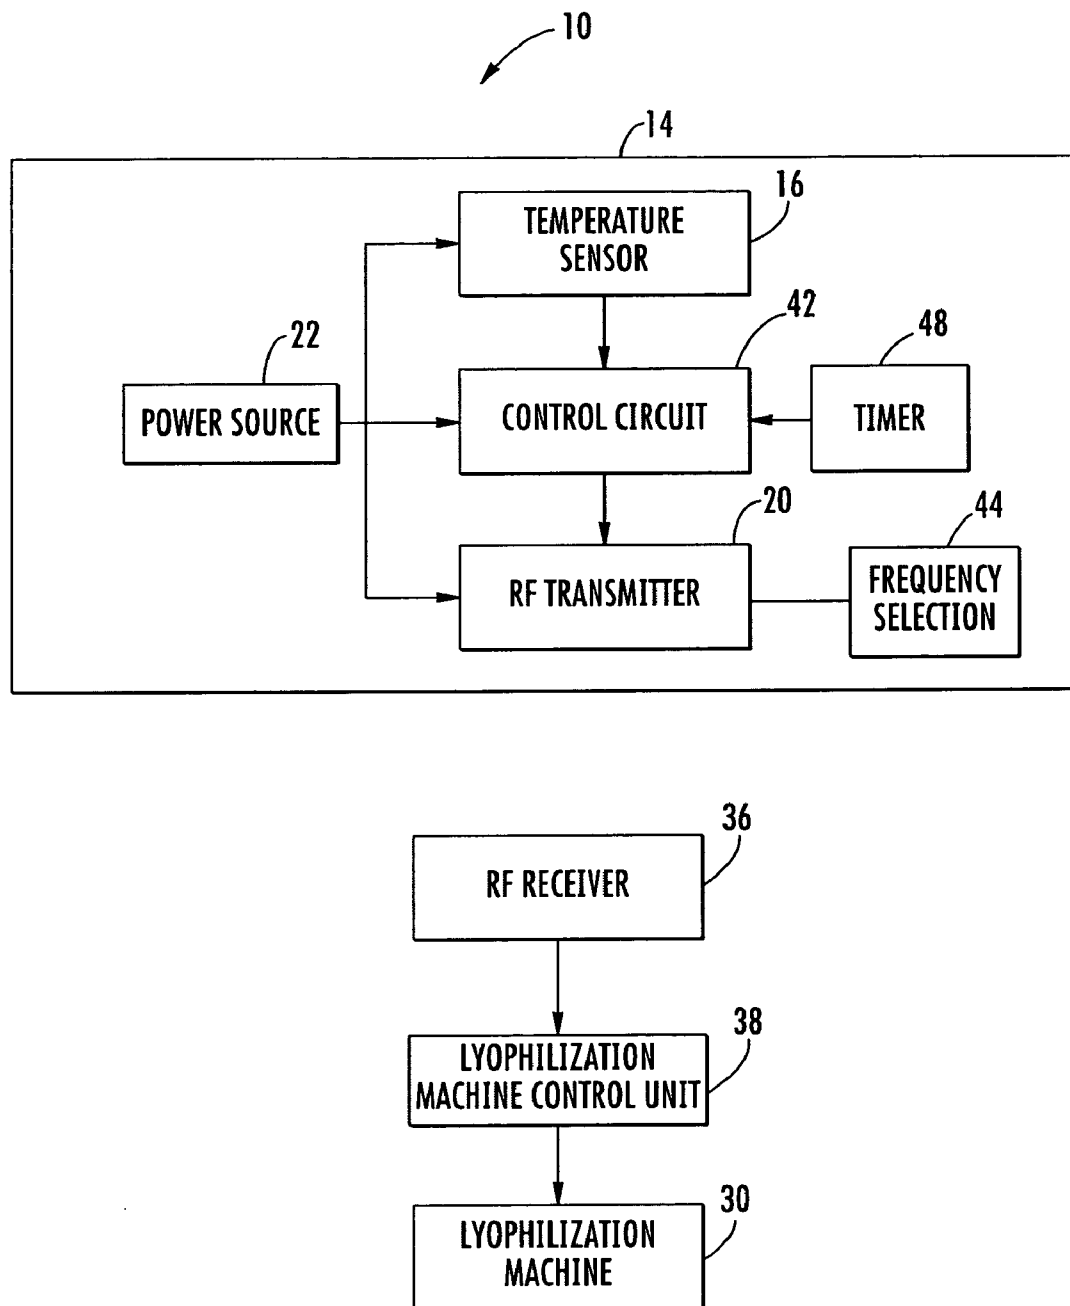 10
14
TEMPERATURE
SENSOR
16
22
POWER SOURCE
42
CONTROL CIRCUIT
48
TIMER
20
RF TRANSMITTER
44
FREQUENCY
SELECTION
36
RF RECEIVER
38
LYOPHILIZATION
MACHINE CONTROL UNIT
30
LYOPHILIZATION
MACHINE